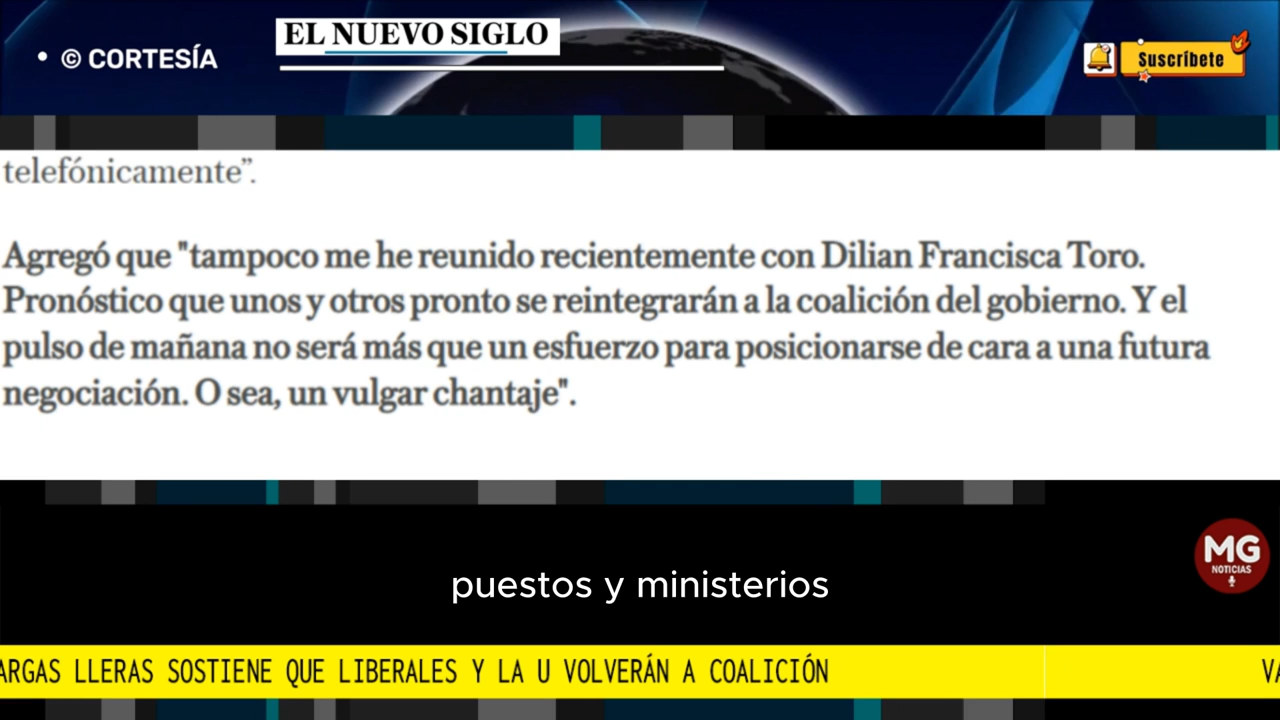 • © CORTESÍA
EL NUEVO SIGLO
Suscríbete
telefónicamente”.
Agregó que "tampoco me he reunido recientemente con Dilian Francisca Toro.
Pronóstico que unos y otros pronto se reintegrarán a la coalición del gobierno. Y el
pulso de mañana no será más que un esfuerzo para posicionarse de cara a una futura
negociación. O sea, un vulgar chantaje".
MG
NOTICIAS
puestos y ministerios
ARGAS LLERAS SOSTIENE QUE LIBERALES Y LA U VOLVERÁN A COALICIÓN VA